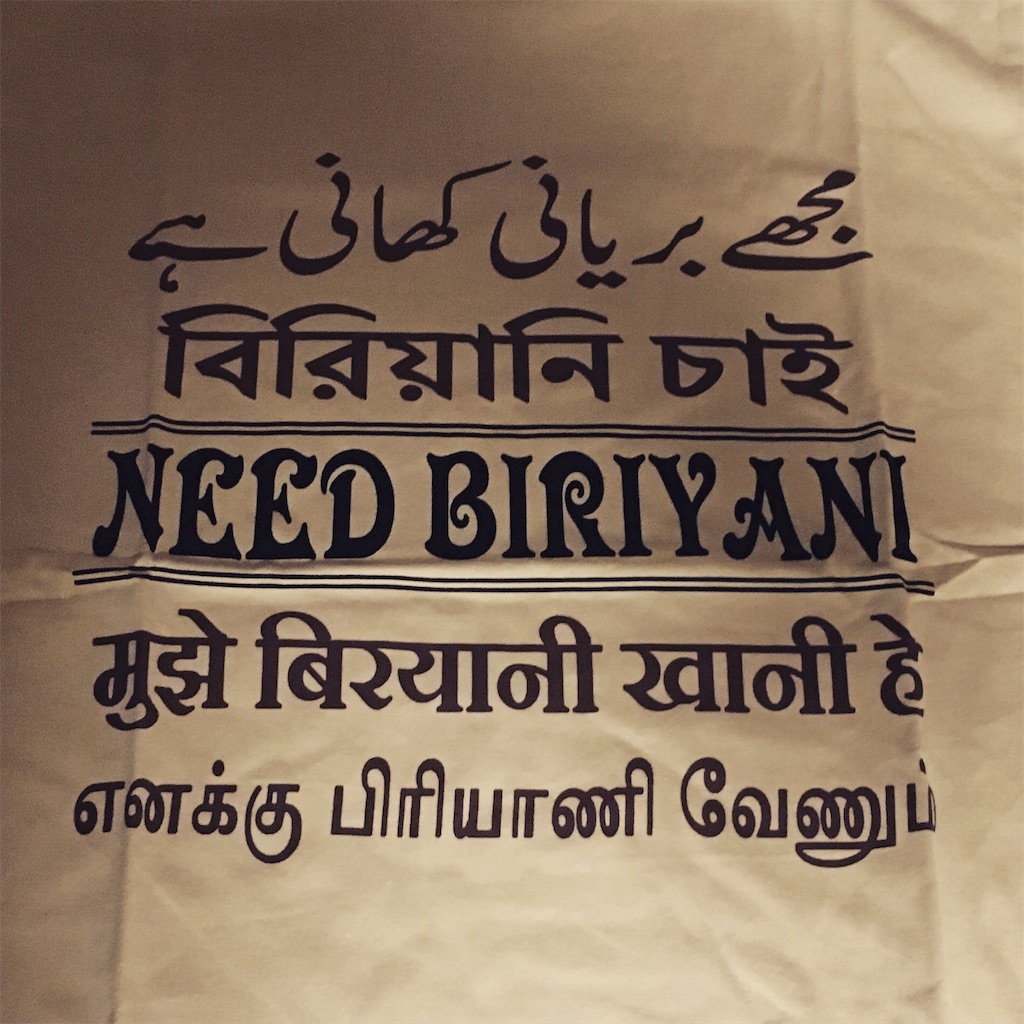 مجھے بریانی کھانی ہے
বিরিয়ানি চাই
NEED BIRIYANI
मुझे बिरयानी खानी हे
எனக்கு பிரியாணி வேணும்